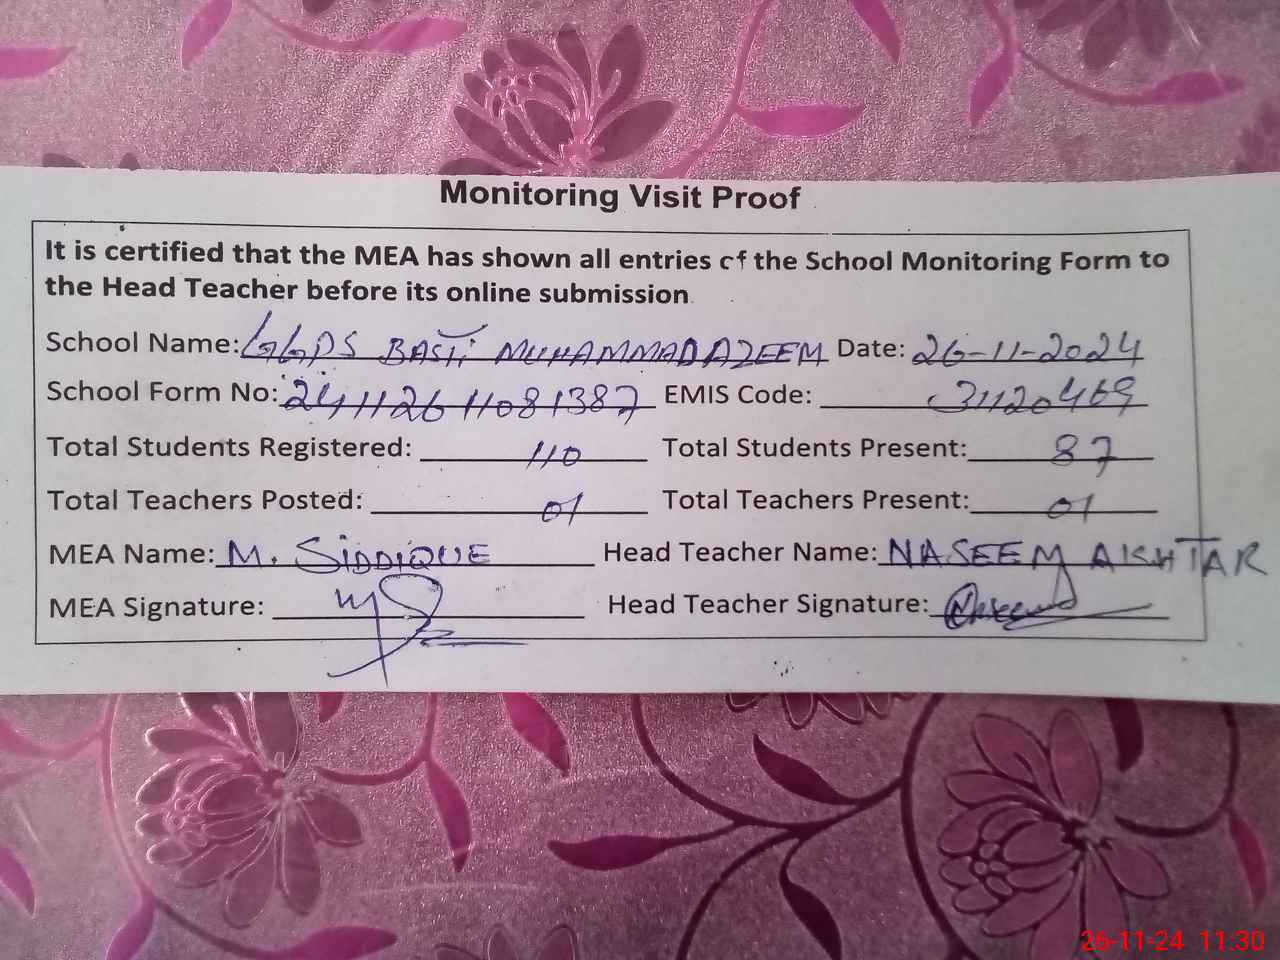 Monitoring Visit Proof
It is certified that the MEA has shown all entries of the School Monitoring Form to
the Head Teacher before its online submission.
School Name: GGPS BASTI MUHAMMAD AZEEM Date: 26-11-2024
School Form No: 24112611081387 EMIS Code: 31120469
Total Students Registered: 110 Total Students Present: 87
Total Teachers Posted: 01 Total Teachers Present: 01
MEA Name: M. SIDDIQUE Head Teacher Name: NASEEM AKHTAR
MEA Signature: Head Teacher Signature: Naseem
26-11-24 11:30